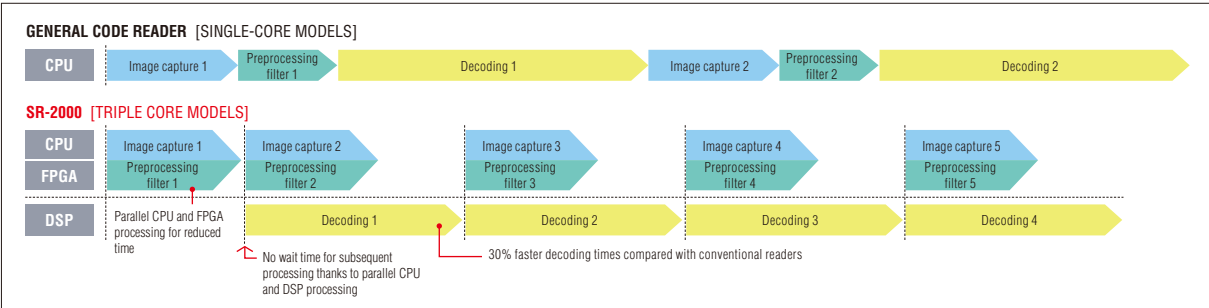 GENERAL CODE READER [SINGLE-CORE MODELS]
CPU
Image capture 1
Preprocessing
filter 1
Decoding 1
Image capture 2
Preprocessing
filter 2
Decoding 2
SR-2000 [TRIPLE CORE MODELS]
CPU
Image capture 1
Image capture 2
Image capture 3
Image capture 4
Image capture 5
FPGA
Preprocessing
filter 1
Preprocessing
filter 2
Preprocessing
filter 3
Preprocessing
filter 4
Preprocessing
filter 5
DSP
Parallel CPU and FPGA
processing for reduced
time
Decoding 1
Decoding 2
Decoding 3
Decoding 4
No wait time for subsequent
processing thanks to parallel CPU
and DSP processing
30% faster decoding times compared with conventional readers